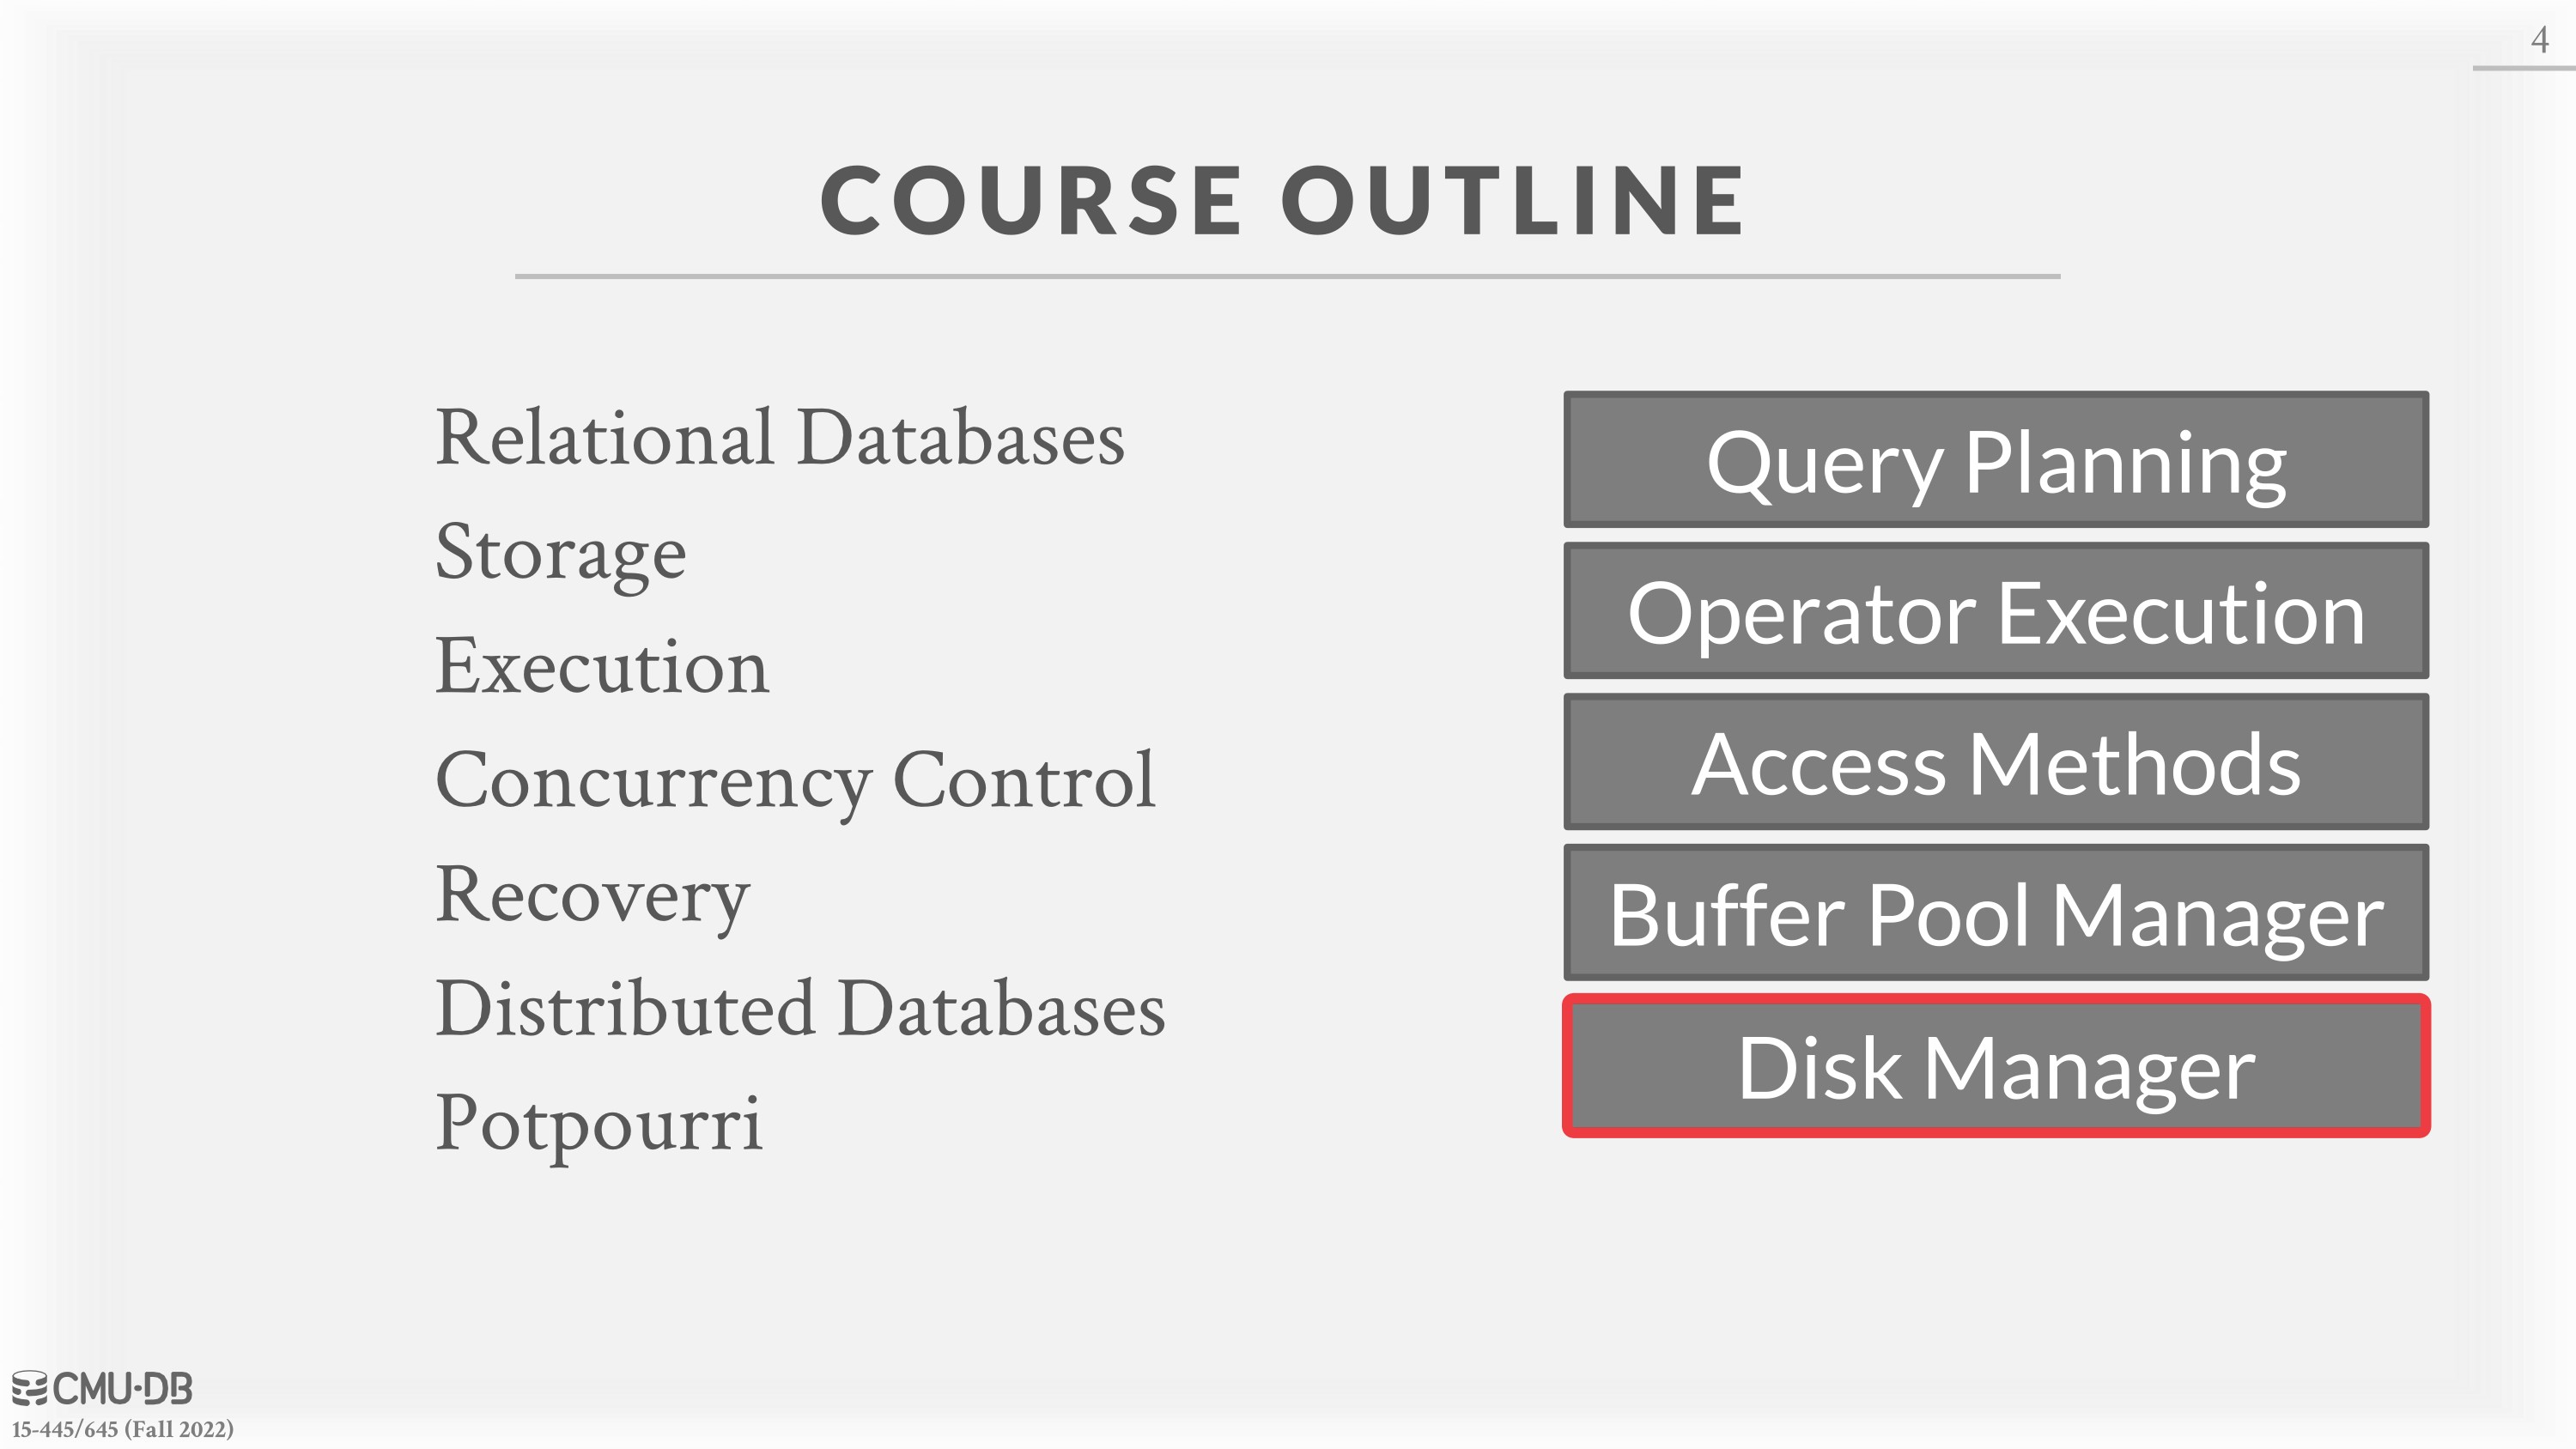 4
COURSE OUTLINE
Relational Databases
Storage
Execution
Concurrency Control
Recovery
Distributed Databases
Potpourri
Query Planning
Operator Execution
Access Methods
Buffer Pool Manager
Disk Manager
CMU·DB
15-445/645 (Fall 2022)